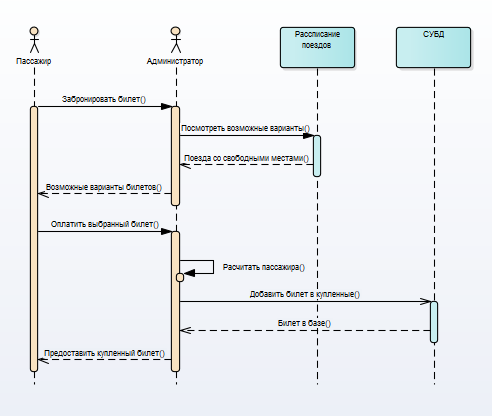 Рассписание
поездов
СУБД
Пассажир
Администратор
Забронировать билет()
Посмотреть возможные варианты()
Поезда со свободными местами()
Возможные варианты билетов()
Оплатить выбранный билет()
Расчитать пассажира()
Добавить билет в купленные()
Билет в базе()
Предоставить купленный билет()